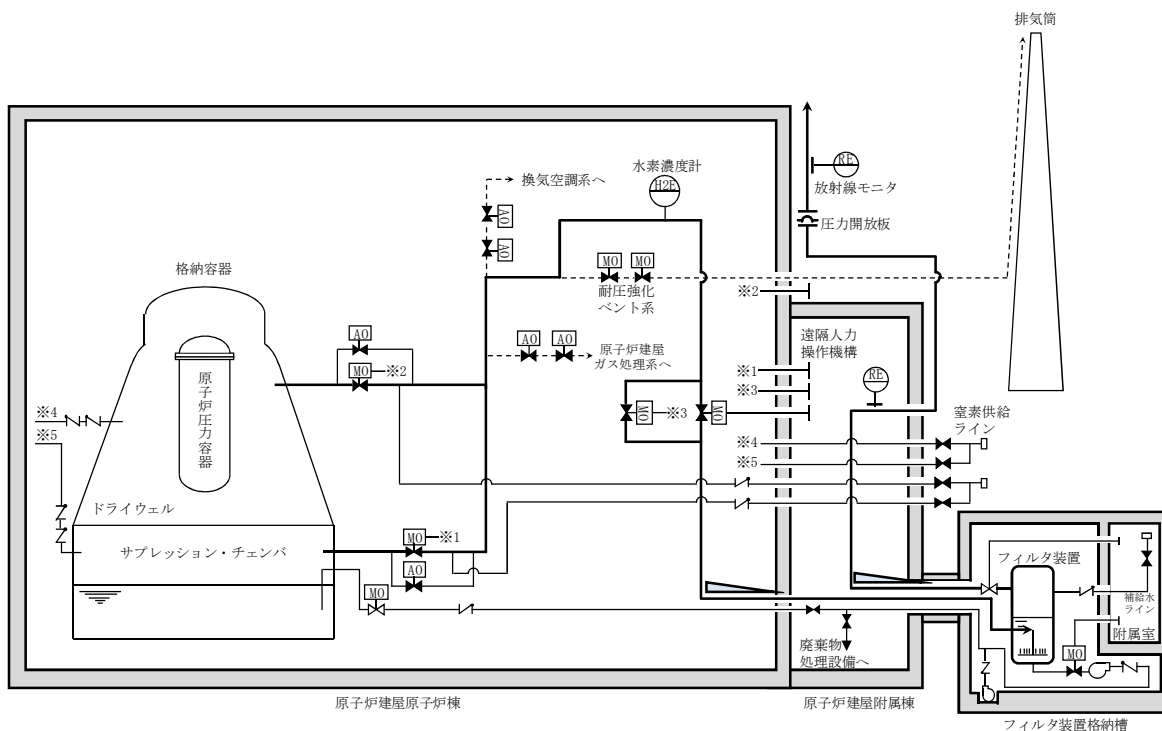 排気筒
水素濃度計
H2E
RE
放射線モニタ
換気空調系へ
AO
圧力開放板
AO
格納容器
MO
MO
耐圧強化
ベント系
※2
遠隔人力
操作機構
AO
AO
AO
原子炉建屋
ガス処理系へ
MO
※2
※1
RE
原子炉圧力容器
※3
※4
MO
※3
MO
窒素供給
ライン
※5
※4
※5
ドライウェル
MO
※1
サプレッション・チェンバ
フィルタ装置
AO
MO
補給水
ライン
附属室
廃棄物
処理設備へ
MO
原子炉建屋原子炉棟
原子炉建屋附属棟
フィルタ装置格納槽